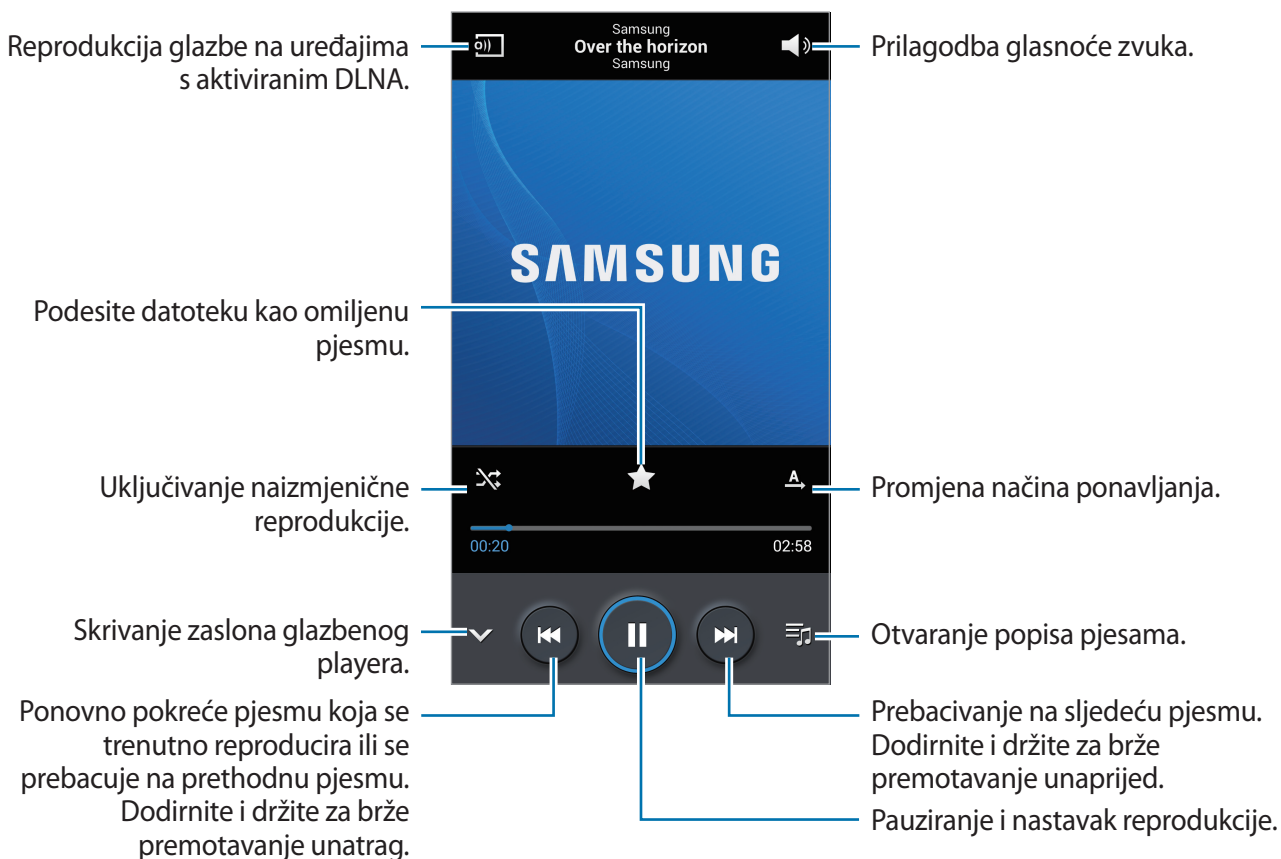 Reprodukcija glazbe na uređajima
s aktiviranim DLNA.
Samsung
Over the horizon
Samsung
Prilagodba glasnoće zvuka.
SAMSUNG
Podesite datoteku kao omiljenu
pjesmu.
Uključivanje naizmjenične
reprodukcije.
A
Promjena načina ponavljanja.
00:20
02:58
Skrivanje zaslona glazbenog
playera.
Otvaranje popisa pjesama.
Ponovno pokreće pjesmu koja se
trenutno reproducira ili se
prebacuje na prethodnu pjesmu.
Dodirnite i držite za brže
premotavanje unatrag.
Prebacivanje na sljedeću pjesmu.
Dodirnite i držite za brže
premotavanje unaprijed.
Pauziranje i nastavak reprodukcije.